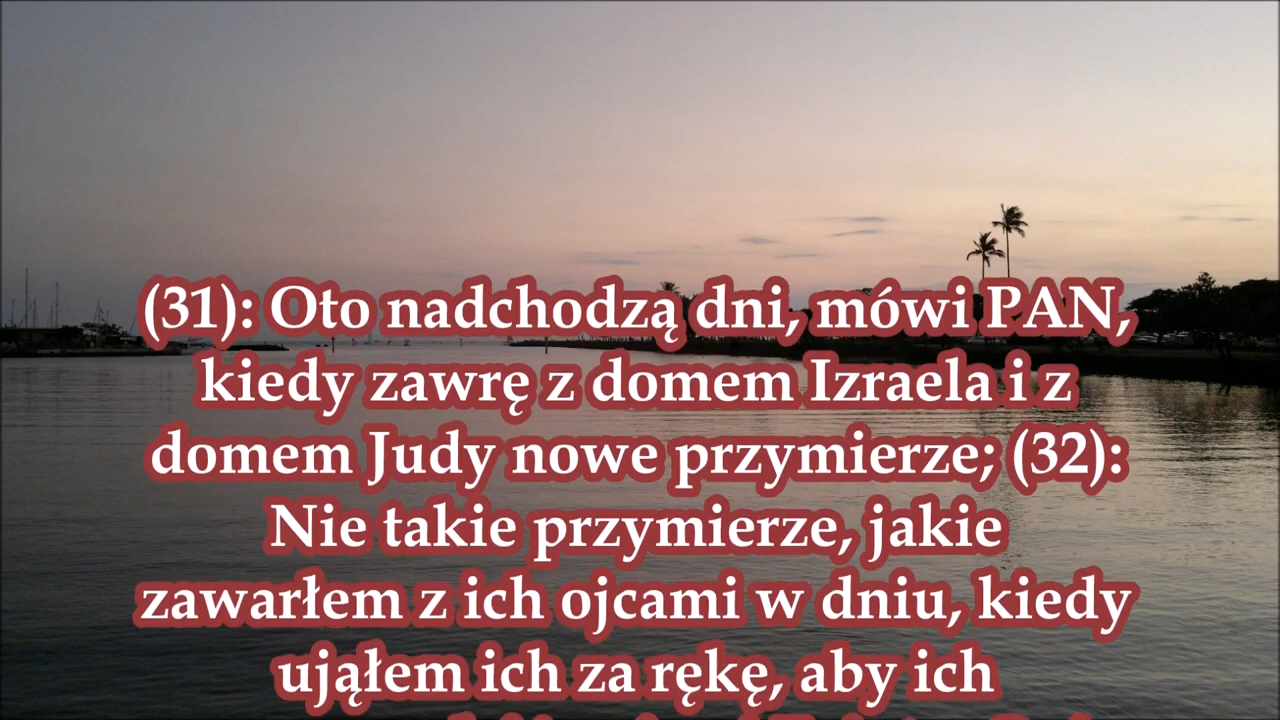 (31): Oto nadchodzą dni, mówi PAN,
kiedy zawrę z domem Izraela i z
domem Judy nowe przymierze; (32):
Nie takie przymierze, jakie
zawarłem z ich ojcami w dniu, kiedy
ująłem ich za rękę, aby ich